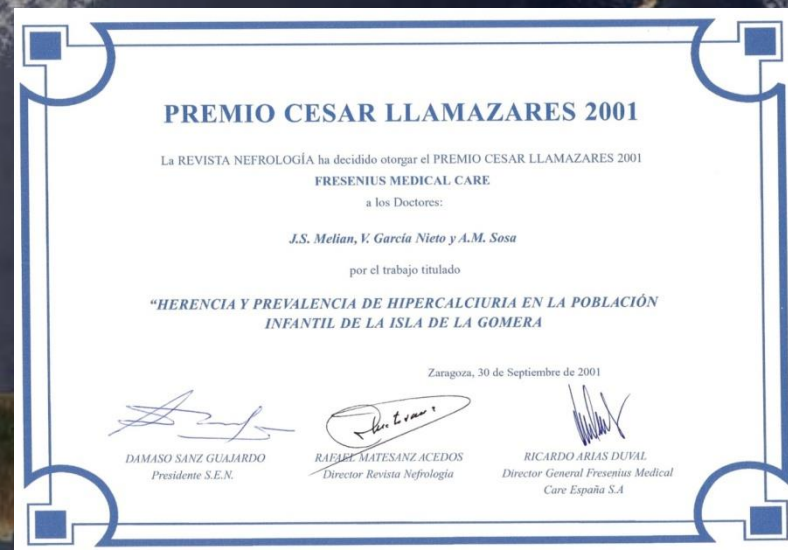 PREMIO CESAR LLAMAZARES 2001
La REVISTA NEFROLOGÍA ha decidido otorgar el PREMIO CESAR LLAMAZARES 2001
FRESENIUS MEDICAL CARE
a los Doctores:
J.S. Melian, V. García Nieto y A.M. Sosa
por el trabajo titulado
“HERENCIA Y PREVALENCIA DE HIPERCALCIURIA EN LA POBLACIÓN
INFANTIL DE LA ISLA DE LA GOMERA
Zaragoza, 30 de Septiembre de 2001
DAMASO SANZ GUAJARDO
Presidente S.E.N.
RAFAEL MATESANZ ACEDOS
Director Revista Nefrología
RICARDO ARIAS DUVAL
Director General Fresenius Medical
Care España S.A